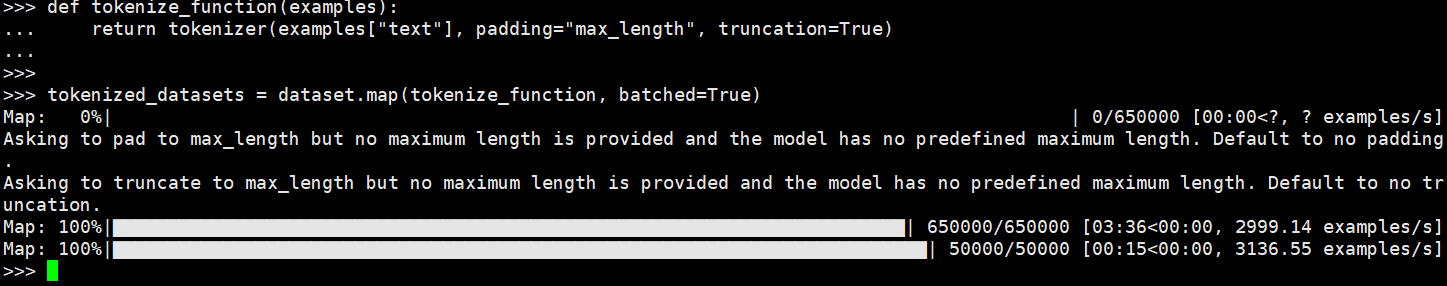 >>> def tokenize_function(examples):
...     return tokenizer(examples["text"], padding="max_length", truncation=True)
...
>>>
>>> tokenized_datasets = dataset.map(tokenize_function, batched=True)
Map:   0%|                                                                                         | 0/650000 [00:00<?, ? examples/s]
Asking to pad to max_length but no maximum length is provided and the model has no predefined maximum length. Default to no padding
.
Asking to truncate to max_length but no maximum length is provided and the model has no predefined maximum length. Default to no tr
uncation.
Map: 100%|| 650000/650000 [03:36<00:00, 2999.14 examples/s]
Map: 100%|| 50000/50000 [00:15<00:00, 3136.55 examples/s]
>>>